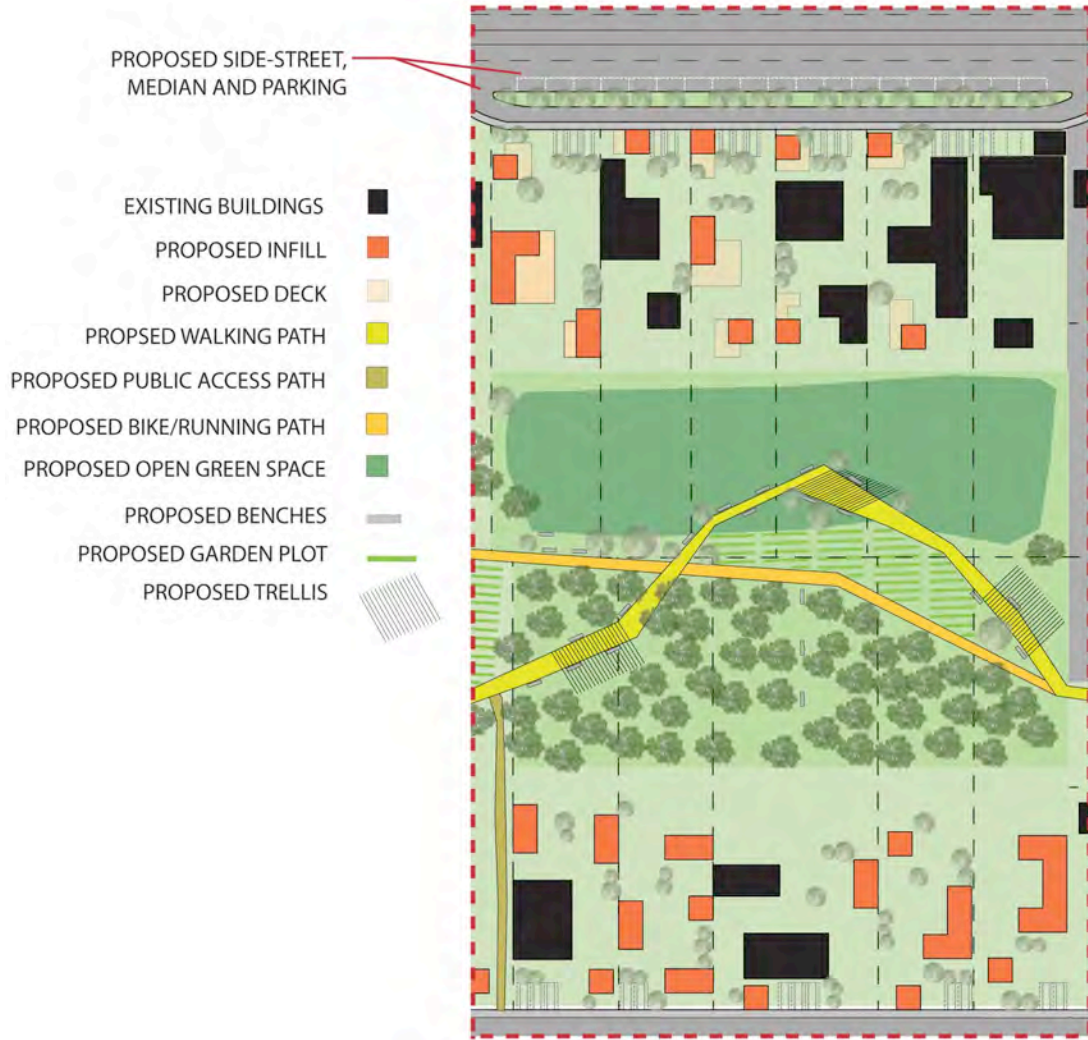 PROPOSED SIDE-STREET,
MEDIAN AND PARKING
EXISTING BUILDINGS
PROPOSED INFILL
PROPOSED DECK
PROPSED WALKING PATH
PROPOSED PUBLIC ACCESS PATH
PROPOSED BIKE/RUNNING PATH
PROPOSED OPEN GREEN SPACE
PROPOSED BENCHES
PROPOSED GARDEN PLOT
PROPOSED TRELLIS